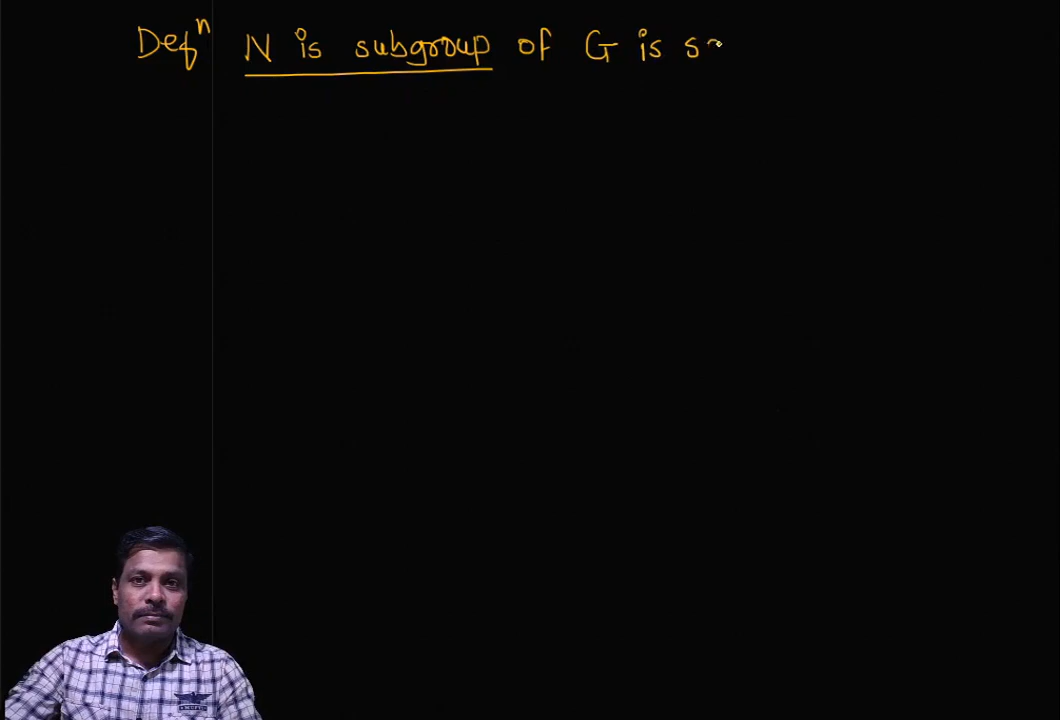 Defⁿ N is subgroup of G is